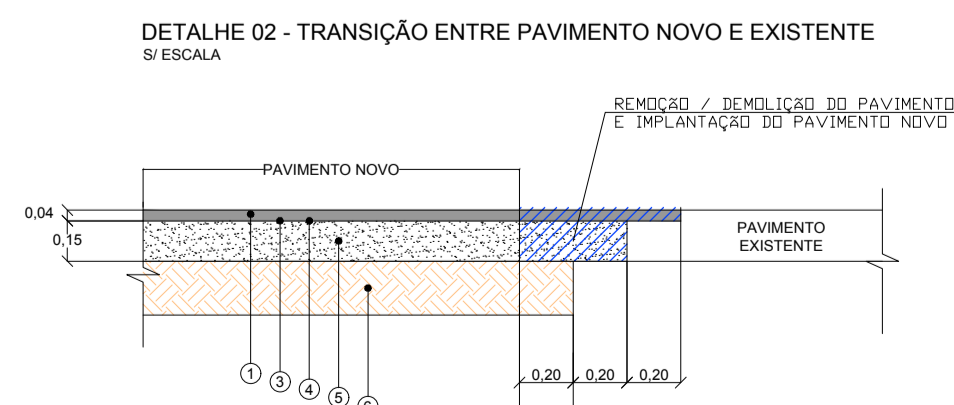 DETALHE 02 - TRANSIÇÃO ENTRE PAVIMENTO NOVO E EXISTENTE
S/ ESCALA
REMOÇÃO / DEMOLIÇÃO DO PAVIMENTO
E IMPLANTAÇÃO DO PAVIMENTO NOVO
PAVIMENTO NOVO
0,04
0,15
PAVIMENTO
EXISTENTE
0,20 0,20 0,20
1 3 4 5 6